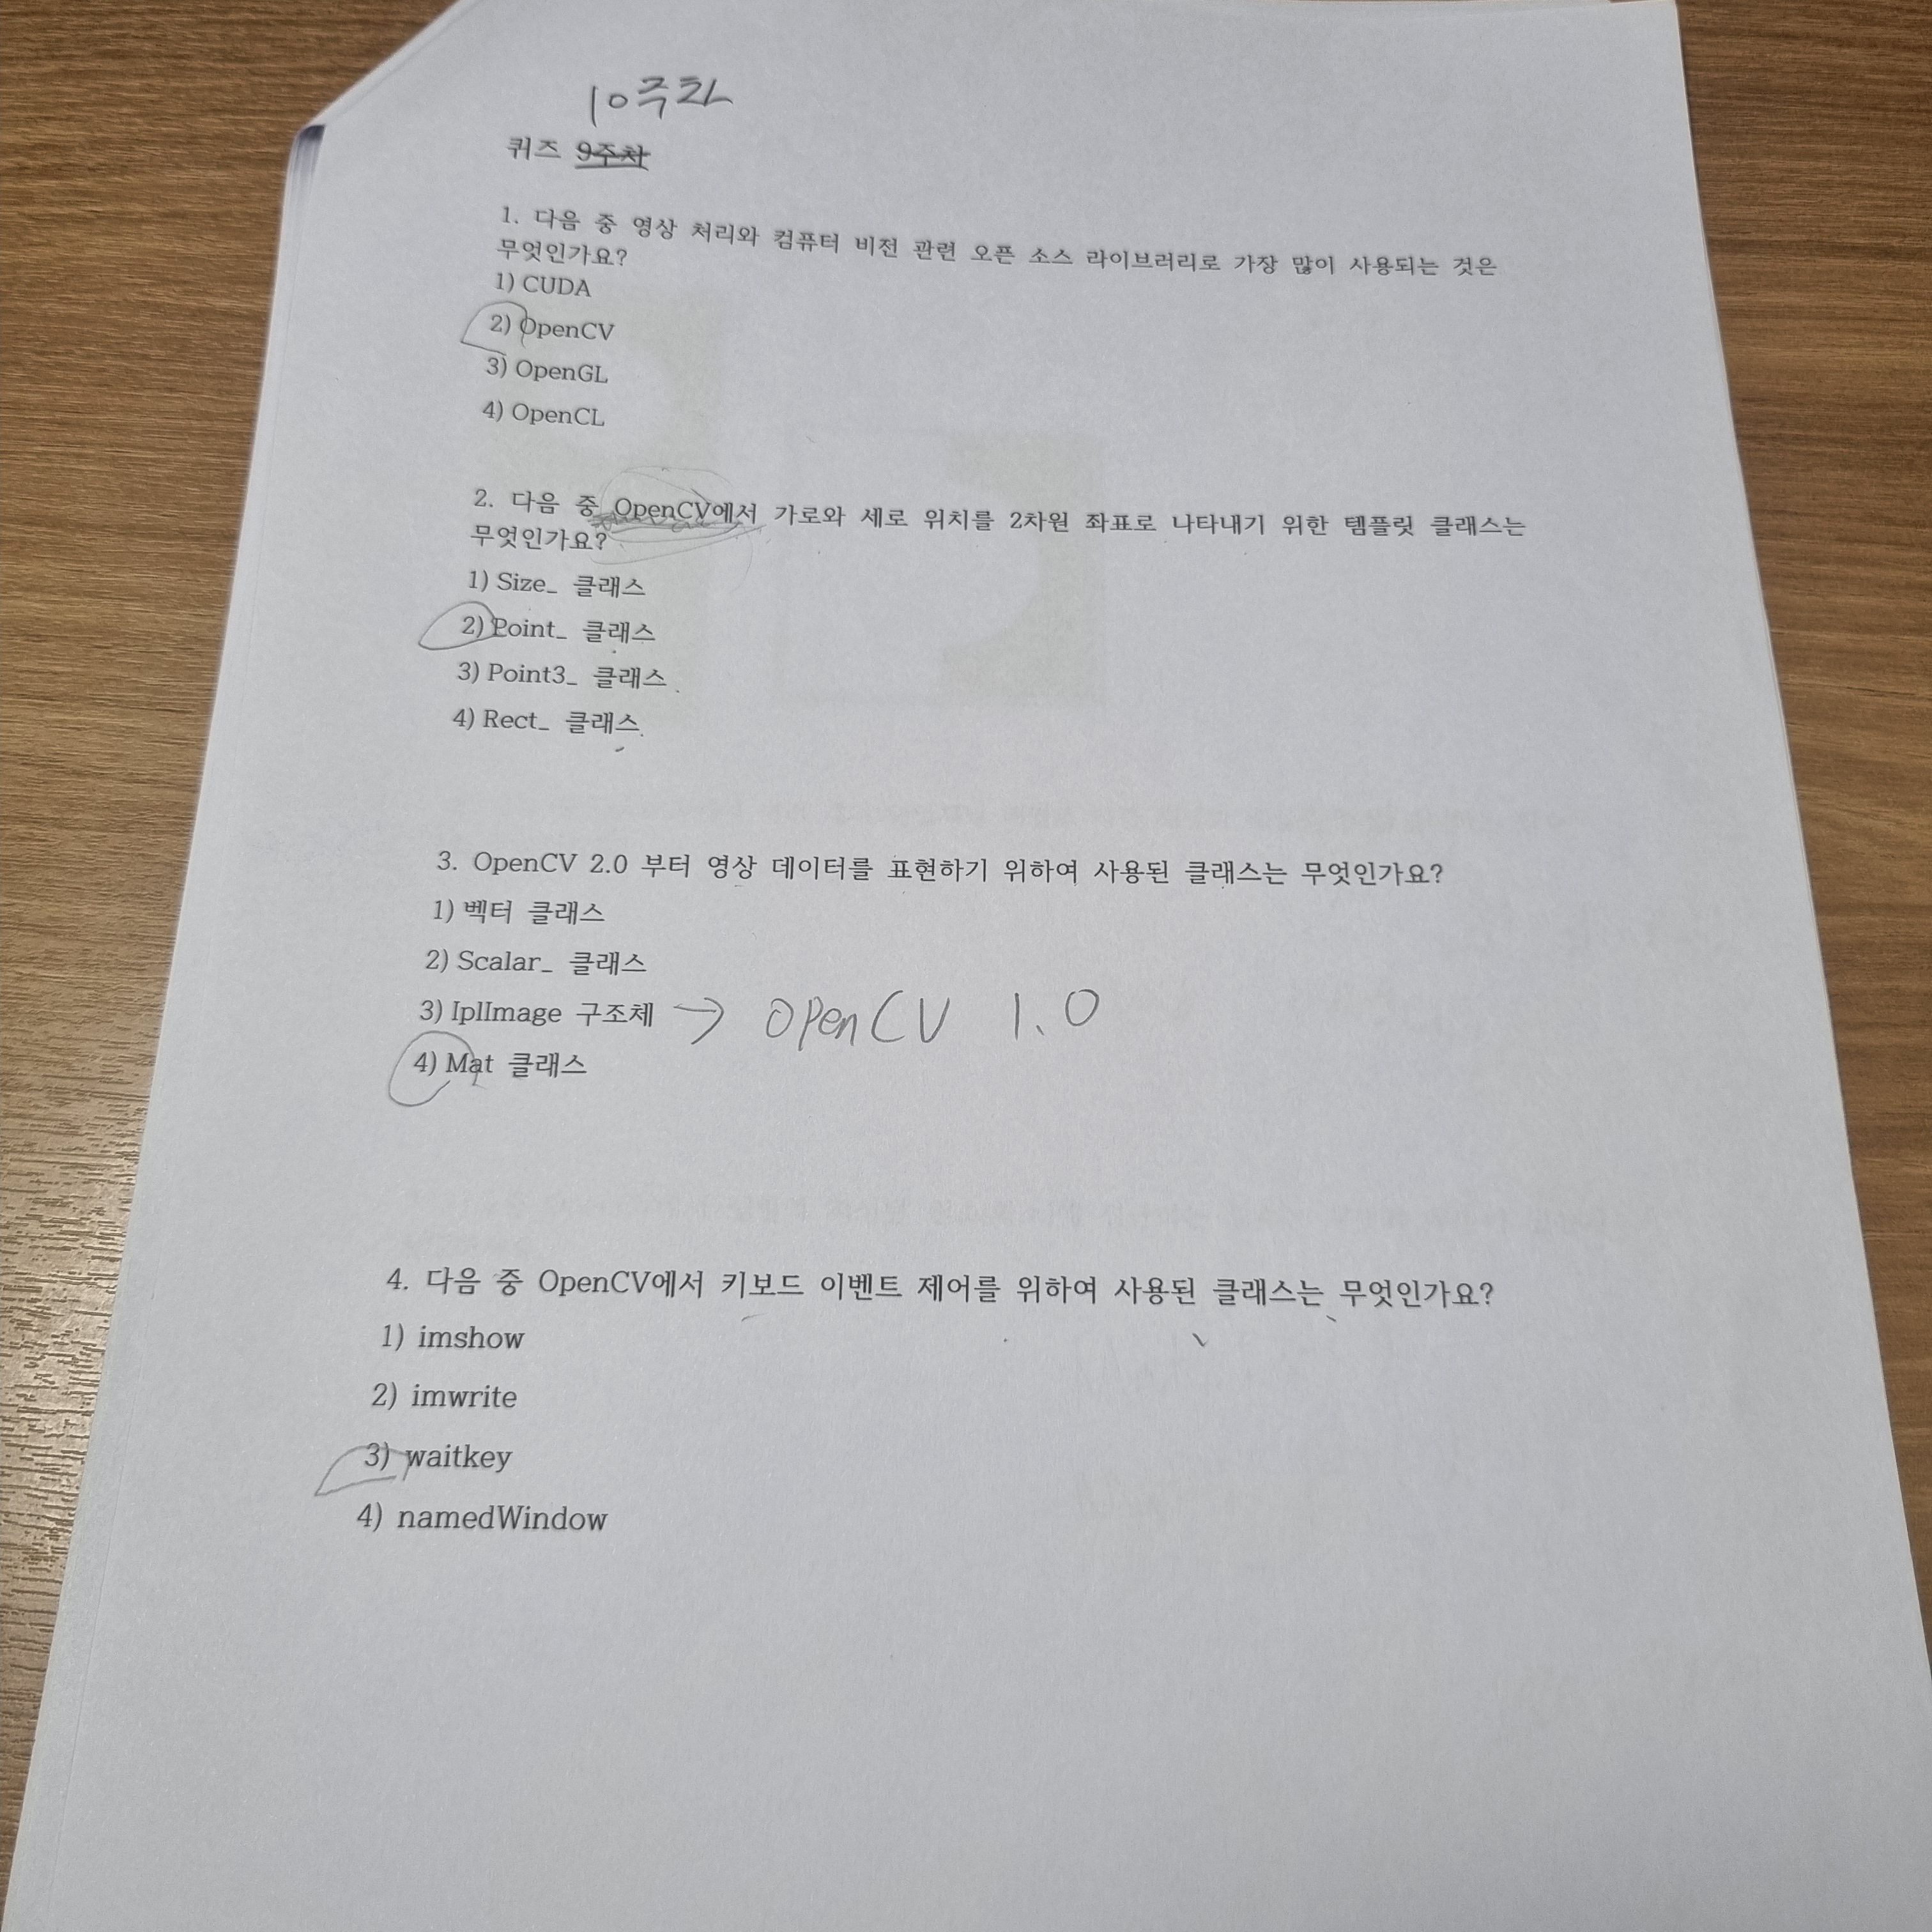 10주차
퀴즈 9주차
1. 다음 중 영상 처리와 컴퓨터 비전 관련 오픈 소스 라이브러리로 가장 많이 사용되는 것은
무엇인가요?
1) CUDA
2) OpenCV
3) OpenGL
4) OpenCL
2. 다음 중 OpenCV에서 가로와 세로 위치를 2차원 좌표로 나타내기 위한 템플릿 클래스는
무엇인가요?
1) Size_ 클래스
2) Point_ 클래스
3) Point3_ 클래스
4) Rect_ 클래스
3. OpenCV 2.0 부터 영상 데이터를 표현하기 위하여 사용된 클래스는 무엇인가요?
1) 벡터 클래스
2) Scalar_ 클래스
3) IplImage 구조체 → OpenCV 1.0
4) Mat 클래스
4. 다음 중 OpenCV에서 키보드 이벤트 제어를 위하여 사용된 클래스는 무엇인가요?
1) imshow
2) imwrite
3) waitkey
4) namedWindow